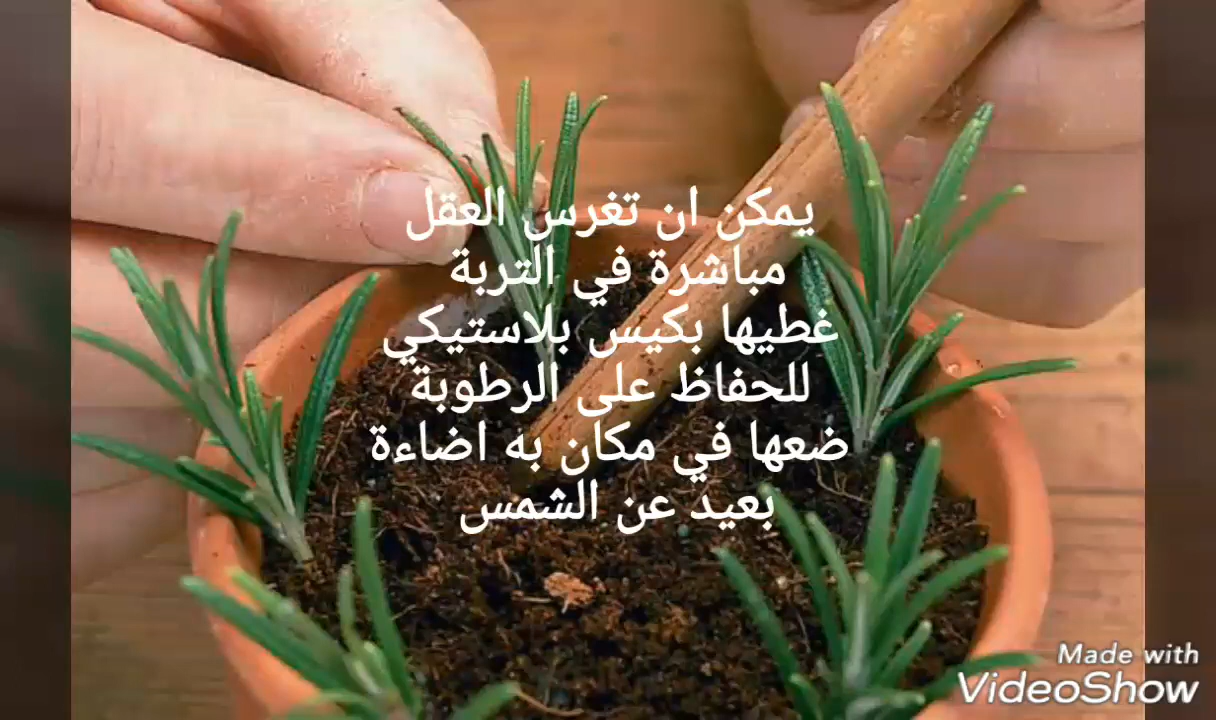 يمكن ان تغرس العقل
مباشرة في التربة
غطيها بكيس بلاستيكي
للحفاظ على الرطوبة
ضعها في مكان به اضاءة
بعيد عن الشمس
Made with
VideoShow